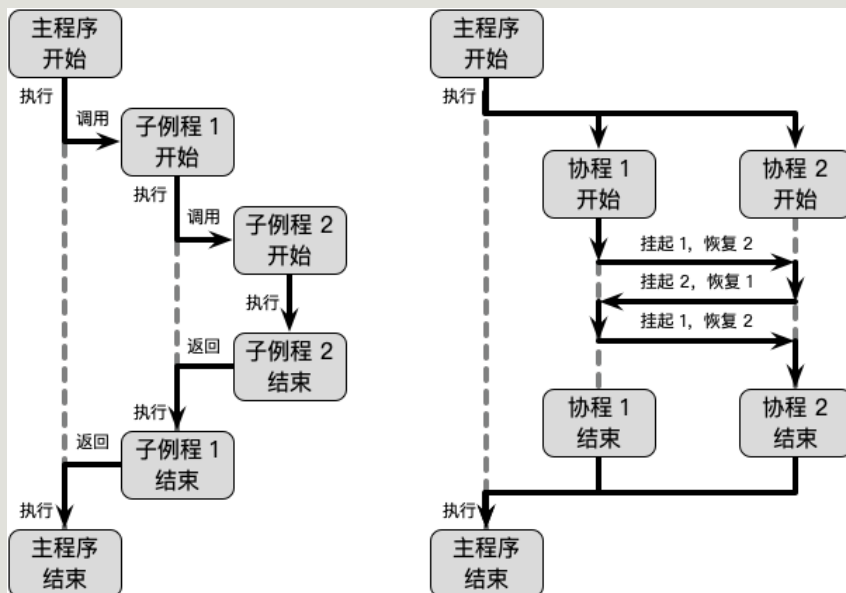 主程序
开始
执行
调用
子例程 1
开始
执行
调用
子例程 2
开始
执行
子例程 2
结束
返回
执行
子例程 1
结束
返回
执行
主程序
结束
主程序
开始
执行
协程 1
开始
协程 2
开始
挂起 1，恢复 2
挂起 2，恢复 1
挂起 1，恢复 2
协程 1
结束
协程 2
结束
执行
主程序
结束